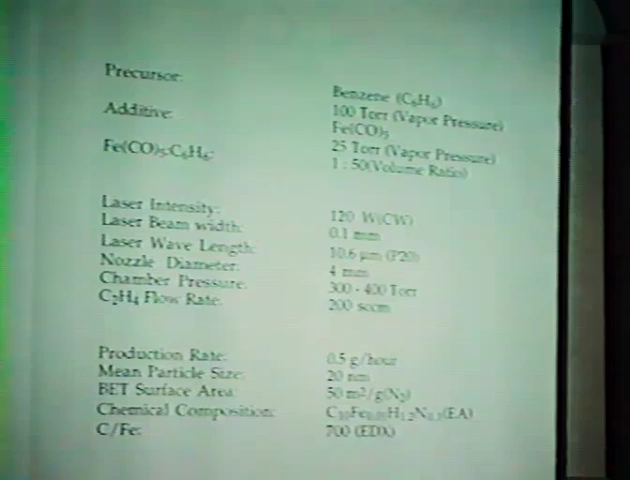 Precursor: Benzene (C₆H₆)
100 Torr (Vapor Pressure)
Additive: Fe(CO)₅
25 Torr (Vapor Pressure)
Fe(CO)₅:C₆H₆: 1 : 50(Volume Ratio)
Laser Intensity: 120 W(CW)
Laser Beam width: 0.1 mm
Laser Wave Length: 10.6 μm (P20)
Nozzle Diameter: 4 mm
Chamber Pressure: 300 - 400 Torr
C₂H₄ Flow Rate: 200 sccm
Production Rate: 0.5 g/hour
Mean Particle Size: 20 nm
BET Surface Area: 50 m²/g(N₂)
Chemical Composition: (EA)
C/Fe: 700 (EDX)